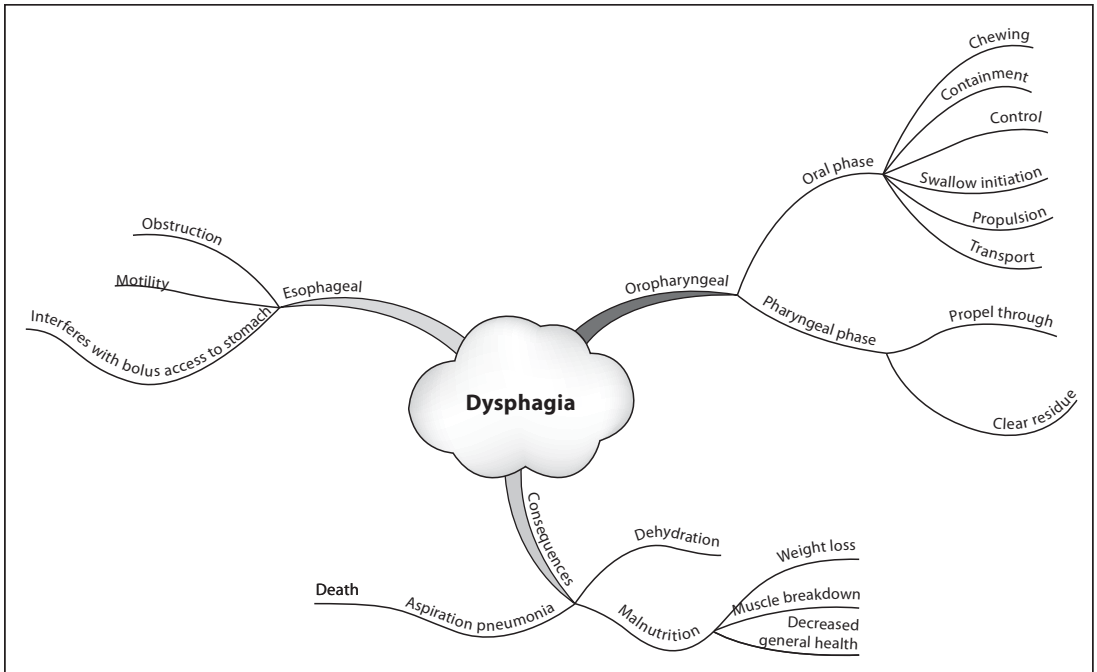 Chewing
Containment
Control
Oral phase
Swallow initiation
Propulsion
Transport
Obstruction
Motility
Esophageal
Interferes with bolus access to stomach
Oropharyngeal
Pharyngeal phase
Propel through
Clear residue
Dysphagia
Consequences
Dehydration
Death
Aspiration pneumonia
Malnutrition
Weight loss
Muscle breakdown
Decreased
general health